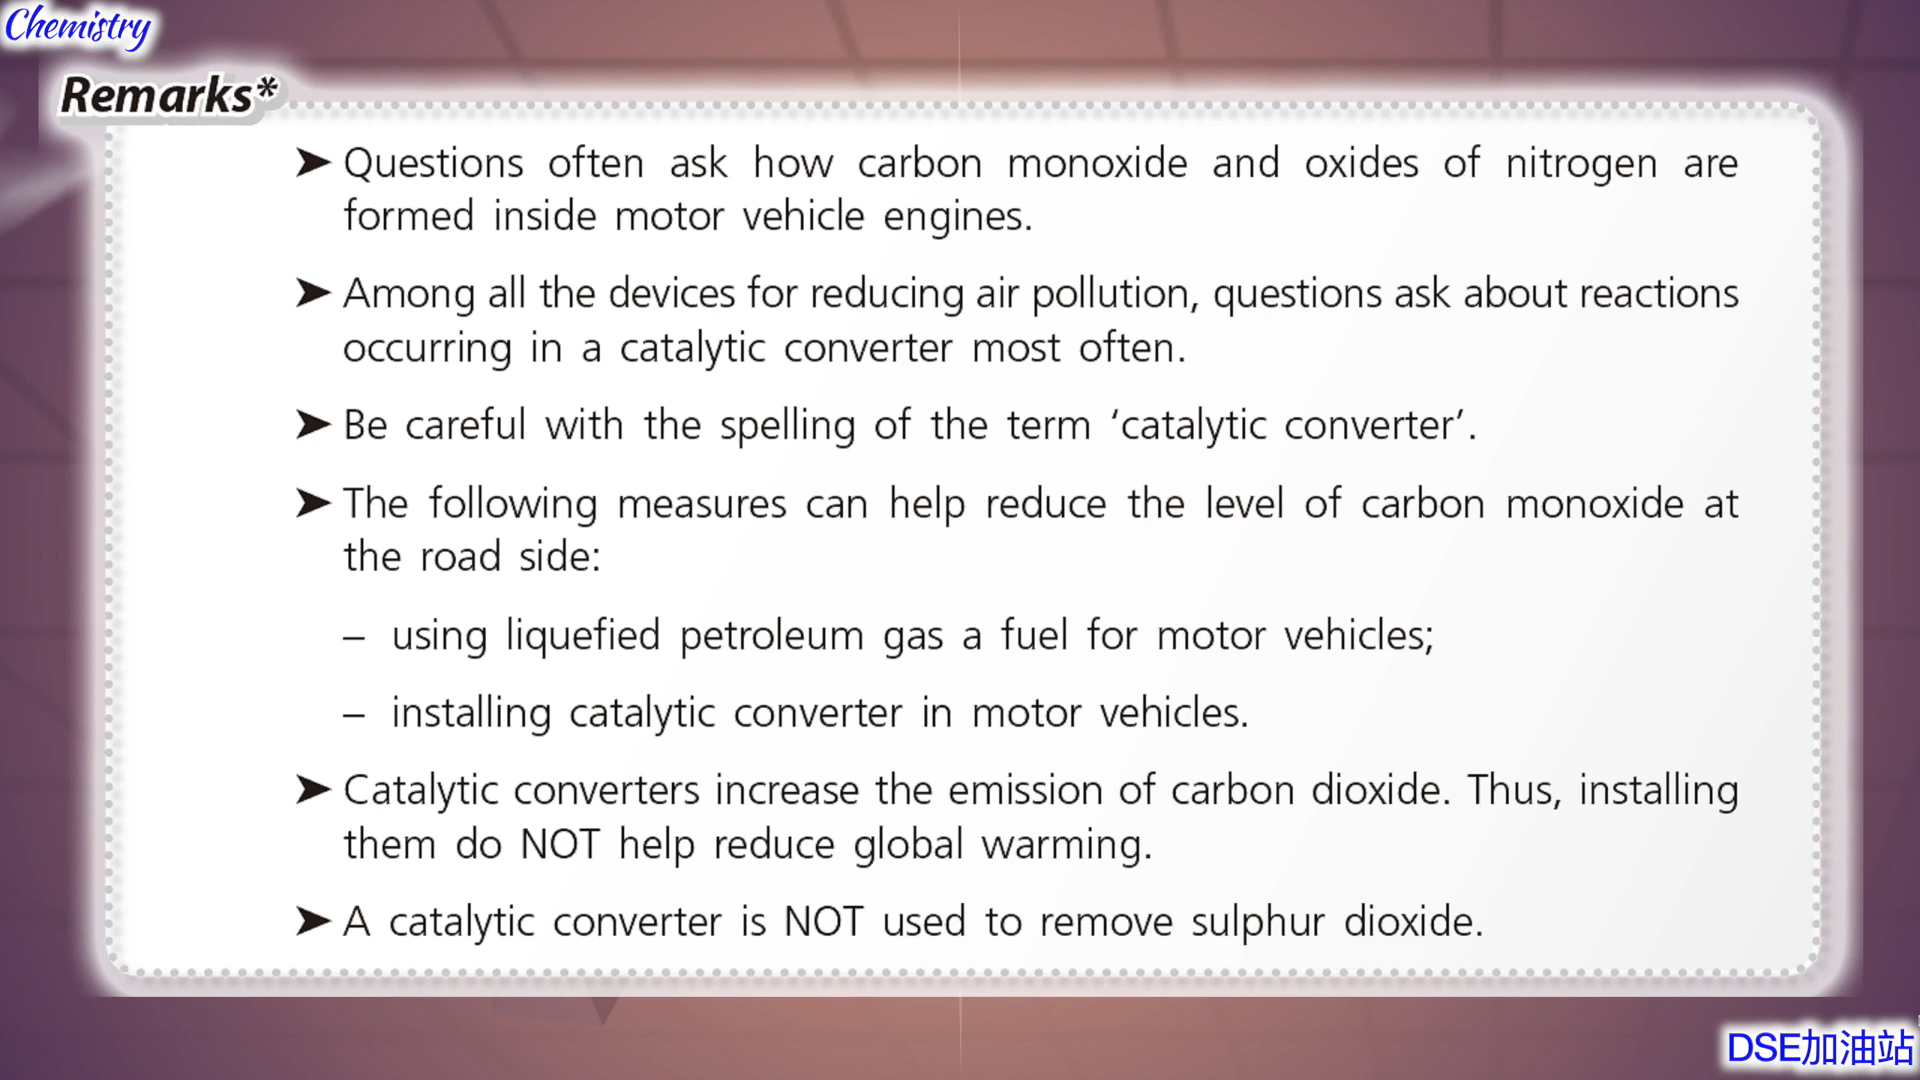 Chemistry
Remarks*
➤ Questions often ask how carbon monoxide and oxides of nitrogen are
formed inside motor vehicle engines.
➤ Among all the devices for reducing air pollution, questions ask about reactions
occurring in a catalytic converter most often.
➤ Be careful with the spelling of the term ‘catalytic converter’.
➤ The following measures can help reduce the level of carbon monoxide at
the road side:
– using liquefied petroleum gas a fuel for motor vehicles;
– installing catalytic converter in motor vehicles.
➤ Catalytic converters increase the emission of carbon dioxide. Thus, installing
them do NOT help reduce global warming.
➤ A catalytic converter is NOT used to remove sulphur dioxide.
DSE加油站